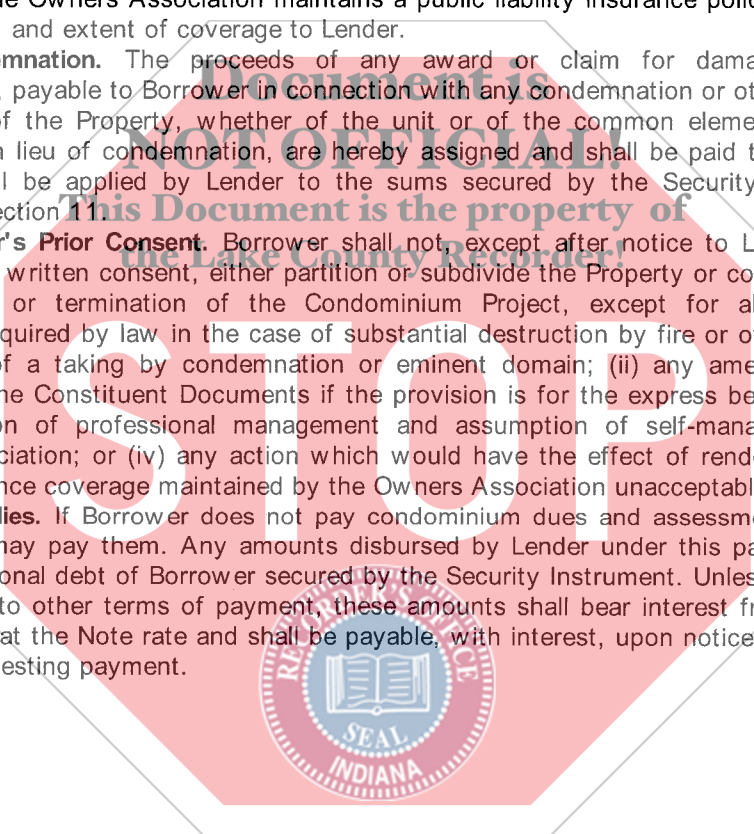 he Owners Association maintains a public liability insurance polic
and extent of coverage to Lender.
mnation. The proceeds of any award or claim for dama
, payable to Borrower in connection with any condemnation or ot
f the Property, whether of the unit or of the common eleme
n lieu of condemnation, are hereby assigned and shall be paid t
l be applied by Lender to the sums secured by the Security
ection 11.
r's Prior Consent. Borrower shall not, except after notice to L
written consent, either partition or subdivide the Property or co
or termination of the Condominium Project, except for a
quired by law in the case of substantial destruction by fire or o
f a taking by condemnation or eminent domain; (ii) any ame
he Constituent Documents if the provision is for the express be
on of professional management and assumption of self-mana
ciation; or (iv) any action which would have the effect of rend
nce coverage maintained by the Owners Association unacceptabl
lies. If Borrower does not pay condominium dues and assessm
may pay them. Any amounts disbursed by Lender under this pa
onal debt of Borrower secured by the Security Instrument. Unles
to other terms of payment, these amounts shall bear interest fr
at the Note rate and shall be payable, with interest, upon notice
esting payment.
Document is
NOT OFFICIAL!
This Document is the property of
the Lake County Recorder!
STOP
RECORDER'S OFFICE
SEAL
INDIANA